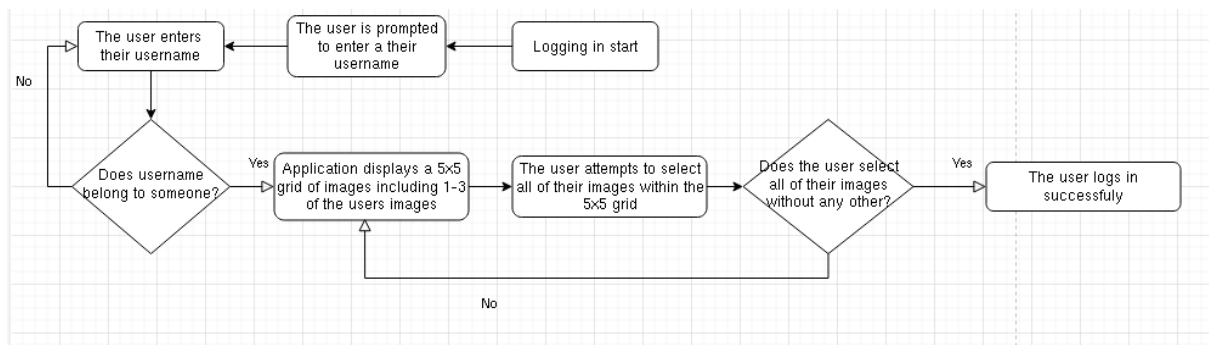 Logging in start
The user is prompted
to enter a their
username
The user enters
their username
No
Does username
belong to someone?
Yes
Application displays a 5x5
grid of images including 1-3
of the users images
The user attempts to select
all of their images within the
5x5 grid
Does the user select
all of their images
without any other?
Yes
The user logs in
successfuly
No